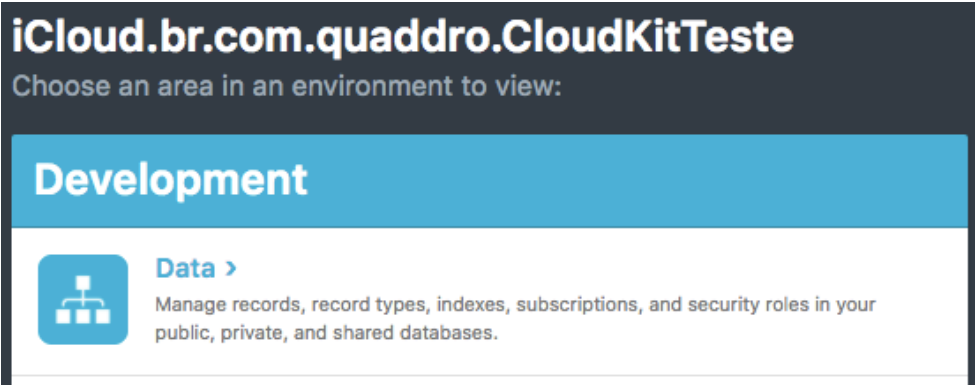 iCloud.br.com.quaddro.CloudKitTeste
Choose an area in an environment to view:
Development
Data >
Manage records, record types, indexes, subscriptions, and security roles in your
public, private, and shared databases.